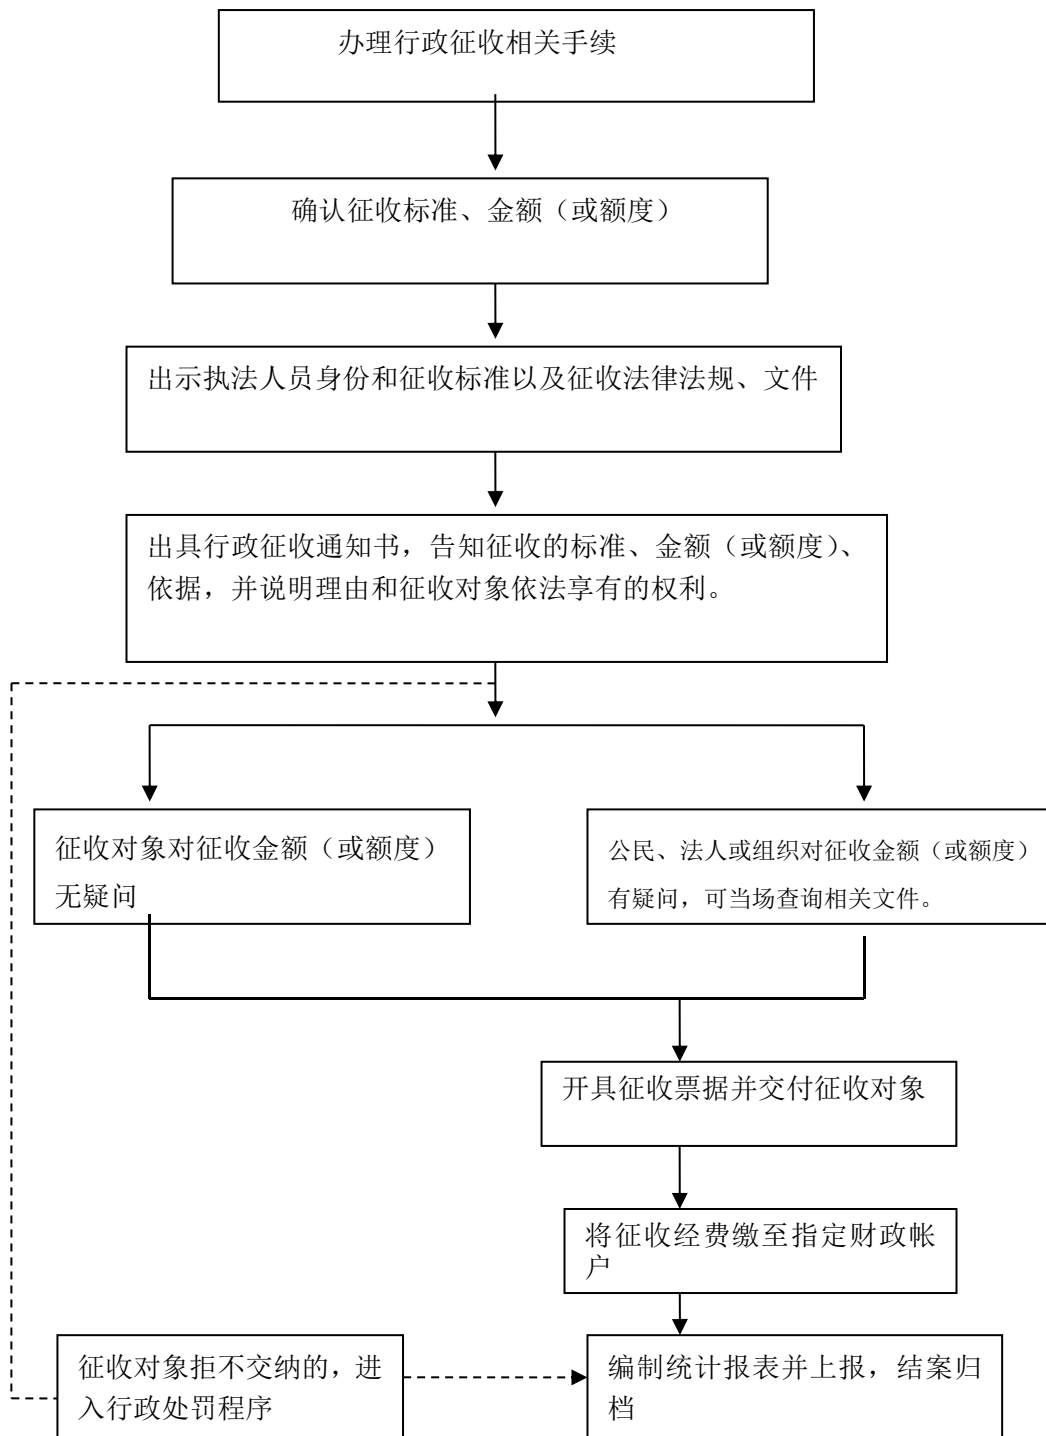 办理行政征收相关手续
确认征收标准、金额（或额度）
出示执法人员身份和征收标准以及征收法律法规、文件
出具行政征收通知书，告知征收的标准、金额（或额度）、
依据，并说明理由和征收对象依法享有的权利。
征收对象对征收金额（或额度）
无疑问
公民、法人或组织对征收金额（或额度）
有疑问，可当场查询相关文件。
开具征收票据并交付征收对象
将征收经费缴至指定财政帐
户
征收对象拒不交纳的，进
入行政处罚程序
编制统计报表并上报，结案归
档